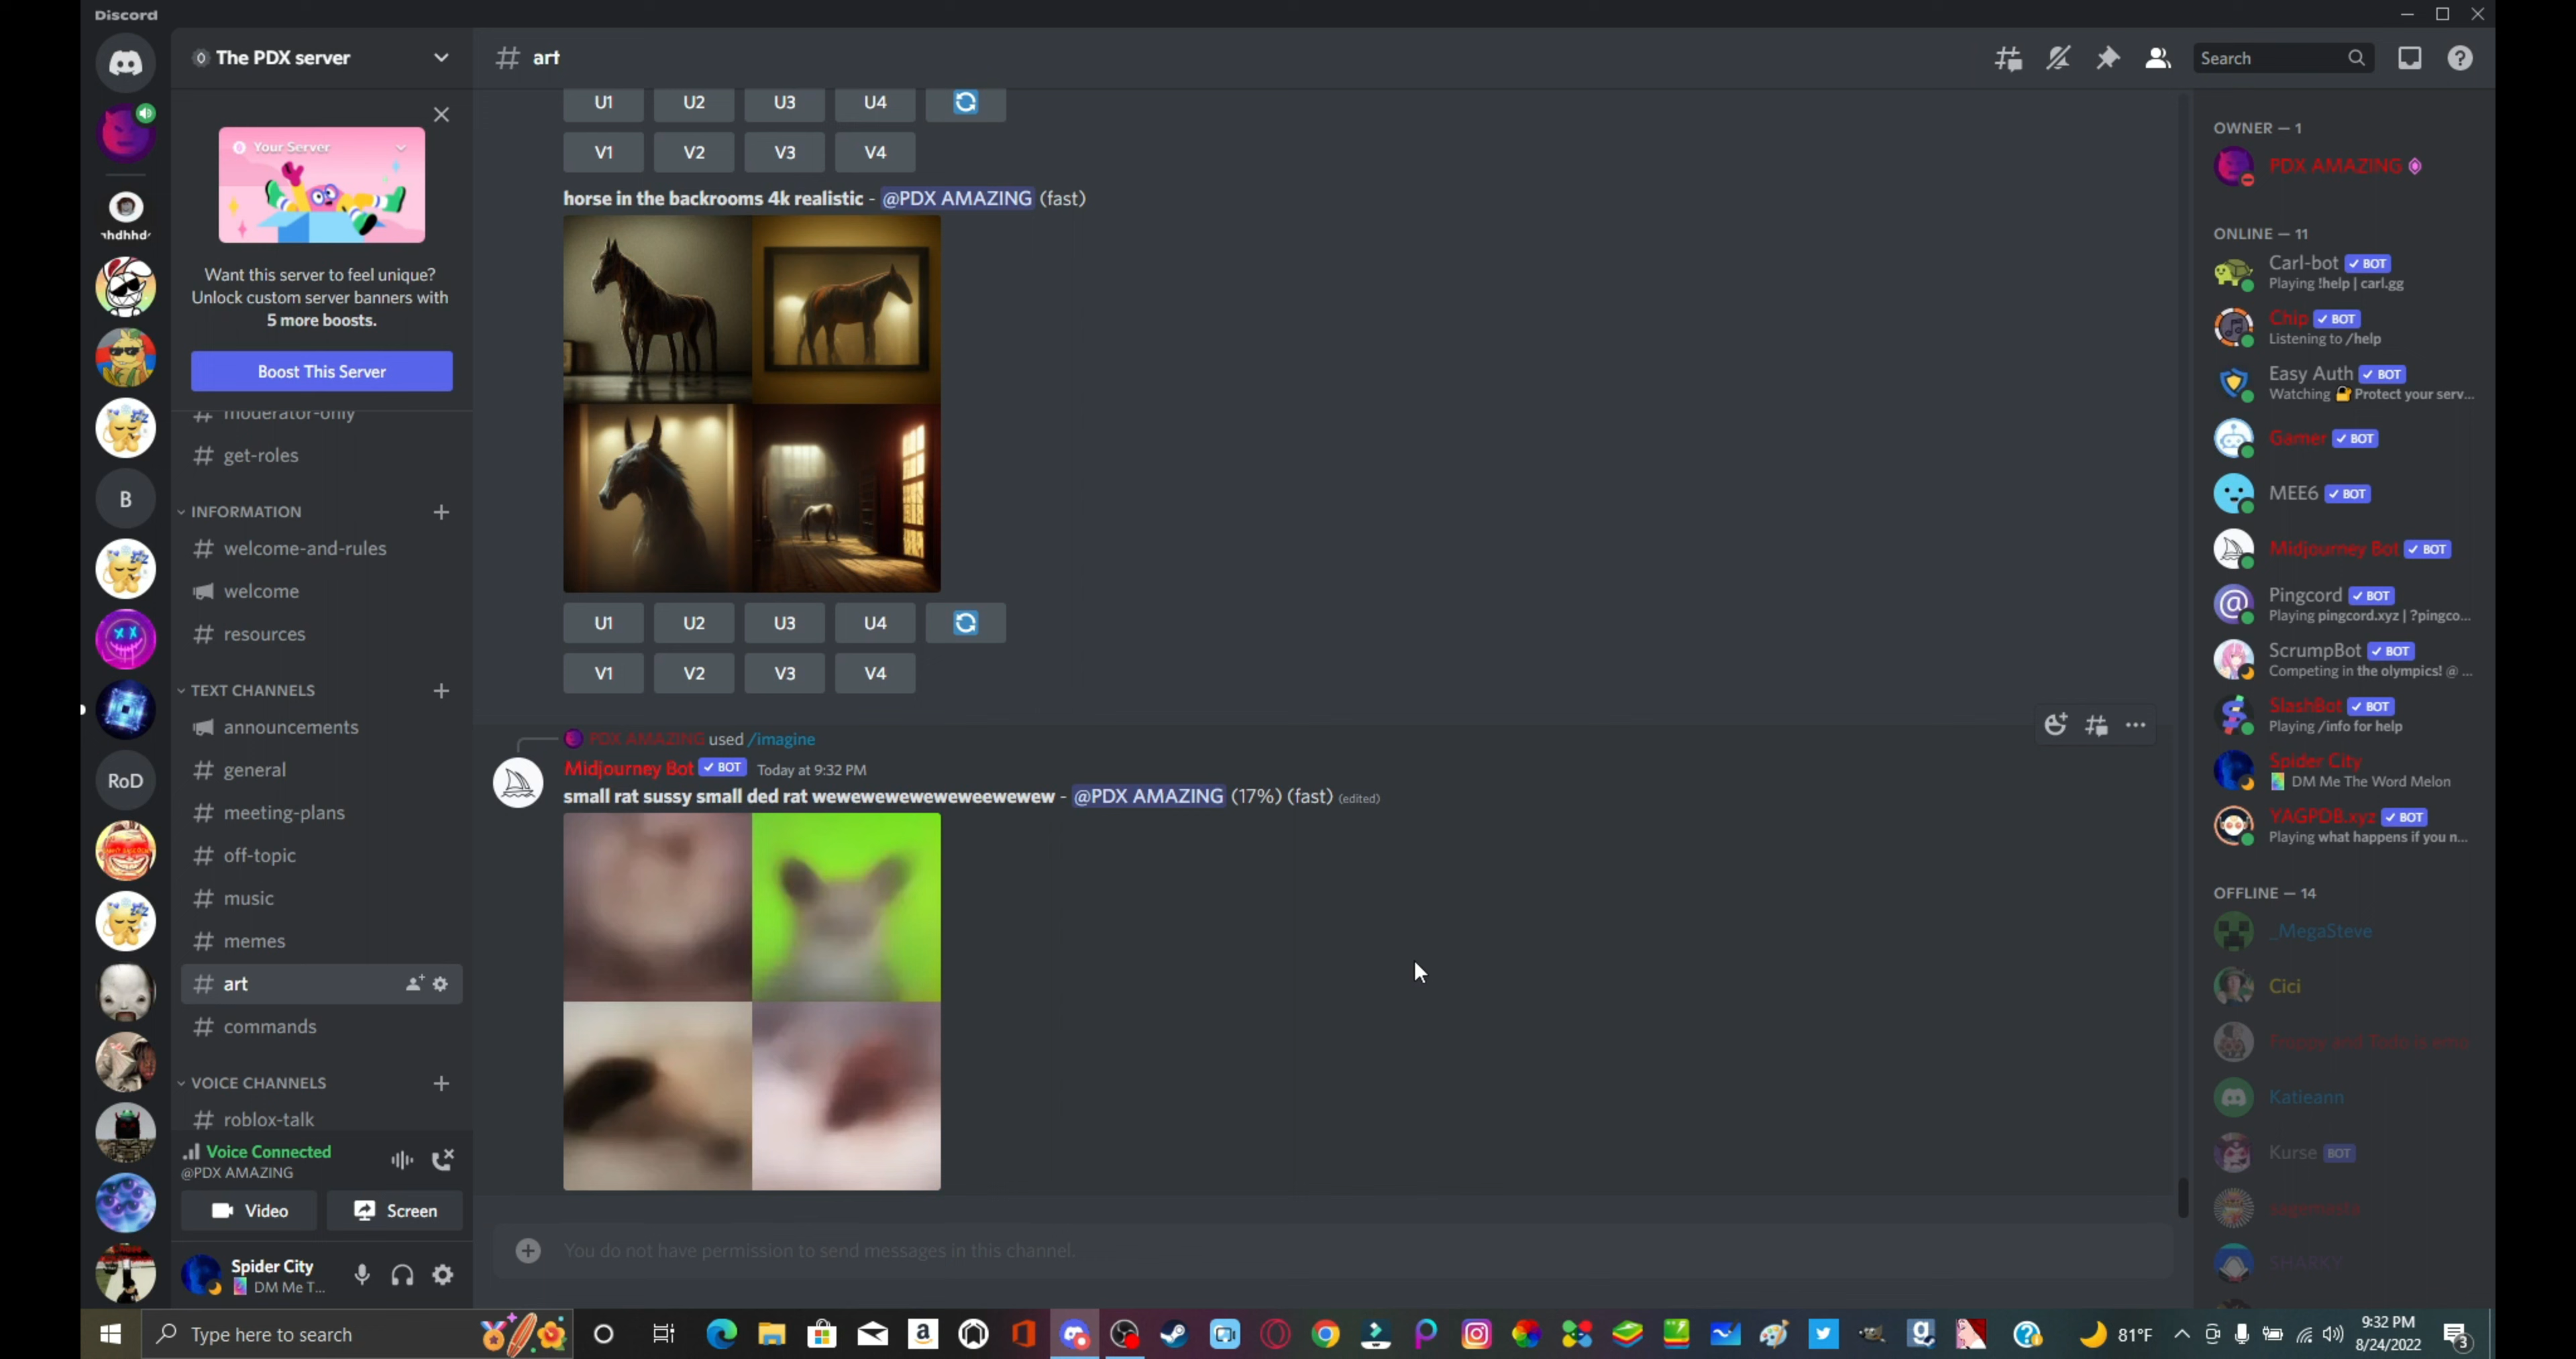 Discord
The PDX server
Your Server
Want this server to feel unique?
Unlock custom server banners with
5 more boosts.
Boost This Server
moderator-only
get-roles
INFORMATION
welcome-and-rules
welcome
resources
TEXT CHANNELS
announcements
general
meeting-plans
off-topic
music
memes
art
commands
VOICE CHANNELS
roblox-talk
Voice Connected
@PDX AMAZING
Video
Screen
Spider City
DM Me T...
B
RoD
# art
Search
U1 U2 U3 U4
V1 V2 V3 V4
horse in the backrooms 4k realistic - @PDX AMAZING (fast)
U1 U2 U3 U4
V1 V2 V3 V4
PDX AMAZING used /imagine
Midjourney Bot BOT Today at 9:32 PM
small rat sussy small ded rat weweweweweweweewewew - @PDX AMAZING (17%) (fast) (edited)
You do not have permission to send messages in this channel.
OWNER — 1
PDX AMAZING
ONLINE — 11
Carl-bot BOT
Playing !help | carl.gg
Chip BOT
Listening to /help
Easy Auth BOT
Watching Protect your serv...
Gamer BOT
MEE6 BOT
Midjourney Bot BOT
Pingcord BOT
Playing pingcord.xyz | ?pingco...
ScrumpBot BOT
Competing in the olympics! @ ...
SlashBot BOT
Playing /info for help
Spider City
DM Me The Word Melon
YAGPDB.xyz BOT
Playing what happens if you n...
OFFLINE — 14
_MegaSteve
Cici
Katieann
Kurse BOT
SHARKY
Type here to search
81°F
9:32 PM
8/24/2022
3